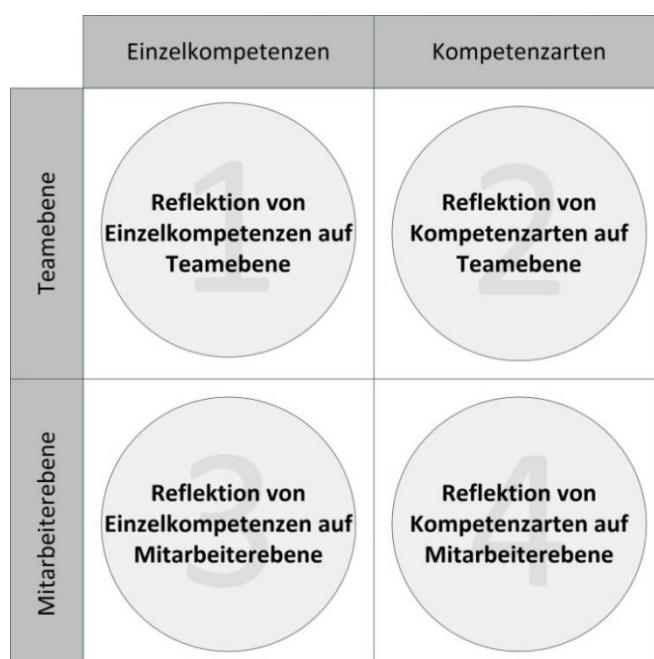 Einzelkompetenzen
Kompetenzarten
Teamebene
1
Reflektion von
Einzelkompetenzen auf
Teamebene
2
Reflektion von
Kompetenzarten auf
Teamebene
Mitarbeiterebene
3
Reflektion von
Einzelkompetenzen auf
Mitarbeiterebene
4
Reflektion von
Kompetenzarten auf
Mitarbeiterebene